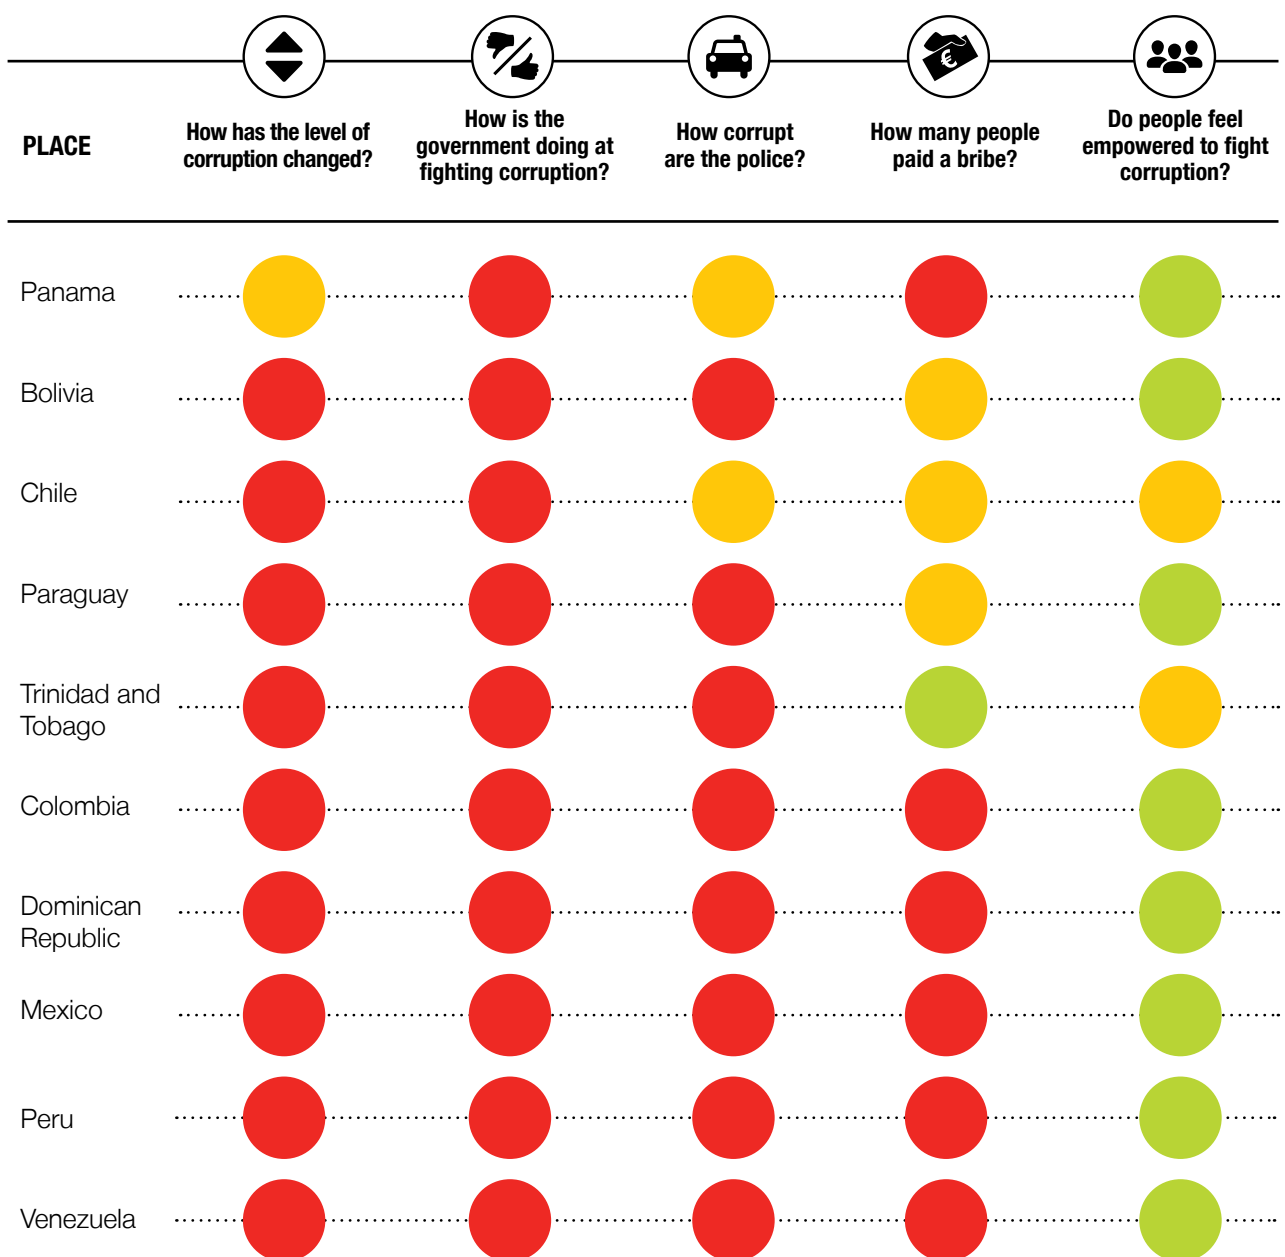 PLACE
How has the level of
corruption changed?
How is the
government doing at
fighting corruption?
How corrupt
are the police?
€
How many people
paid a bribe?
Do people feel
empowered to fight
corruption?
Panama
Bolivia
Chile
Paraguay
Trinidad and
Tobago
Colombia
Dominican
Republic
Mexico
Peru
Venezuela